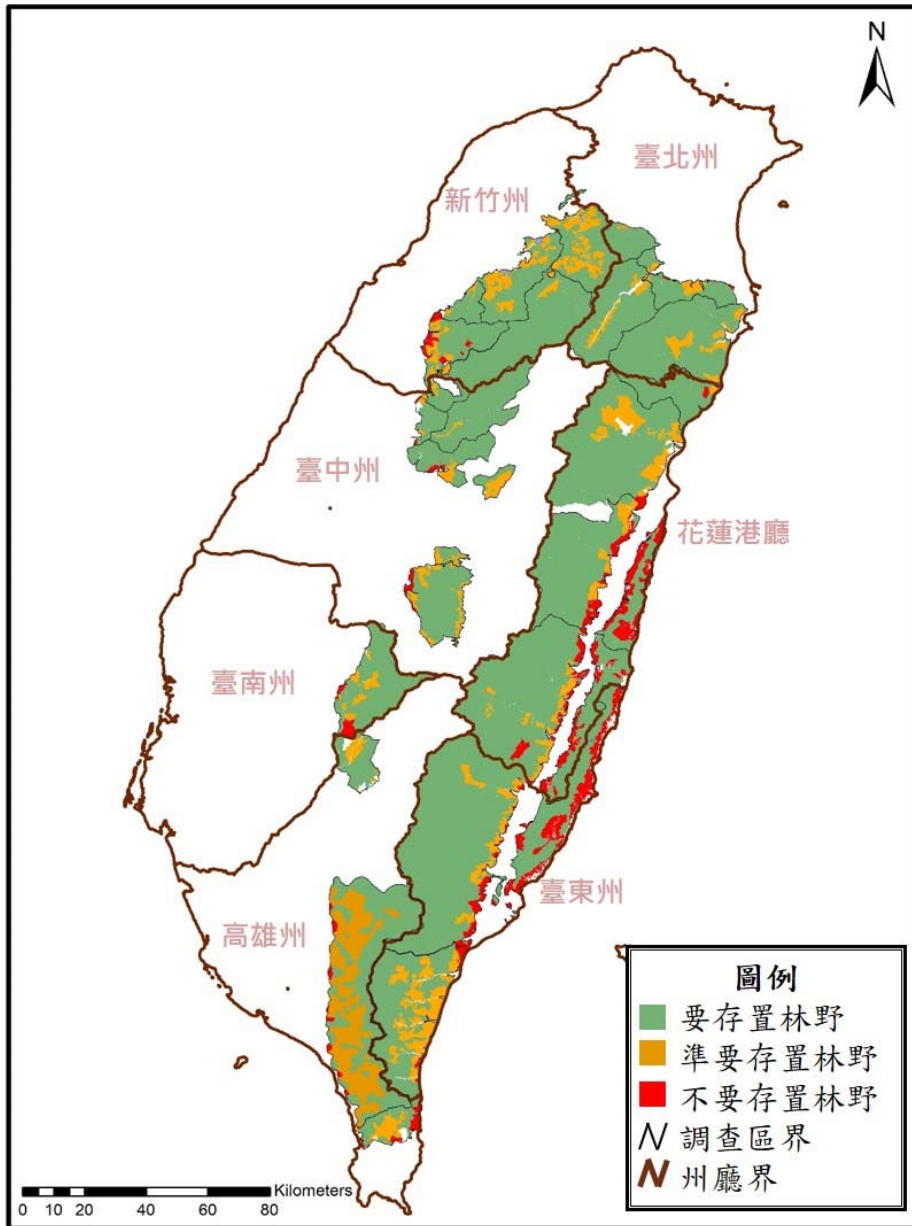 N
臺北州
新竹州
臺中州
花蓮港廳
臺南州
臺東州
高雄州
圖例
要存置林野
準要存置林野
不要存置林野
調查區界
州廳界
Kilometers
0 10 20 40 60 80